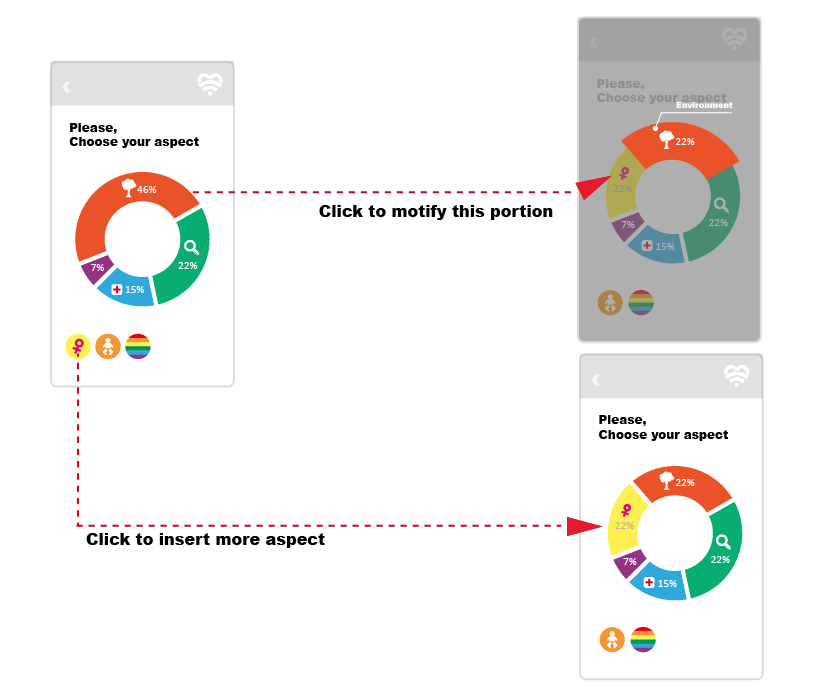 Please,
Choose your aspect
46%
22%
15%
7%
Click to motify this portion
Please,
Choose your aspect
Environment
22%
22%
22%
7%
15%
Click to insert more aspect
Please,
Choose your aspect
22%
22%
22%
7%
15%